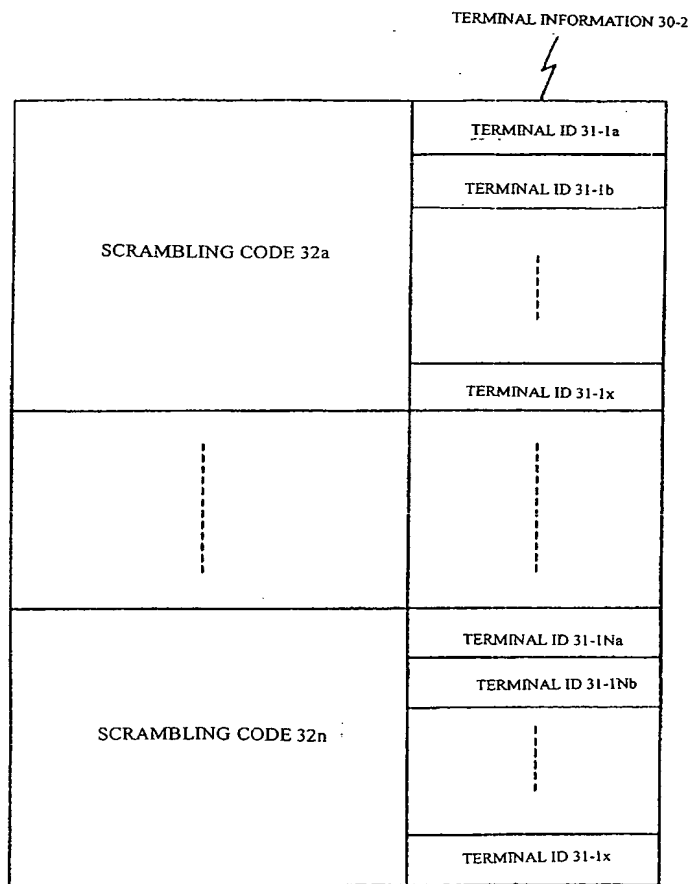 TERMINAL INFORMATION 30-2
TERMINAL ID 31-1a
TERMINAL ID 31-1b
SCRAMBLING CODE 32a
TERMINAL ID 31-1x
TERMINAL ID 31-1Na
TERMINAL ID 31-1Nb
SCRAMBLING CODE 32n
TERMINAL ID 31-1x